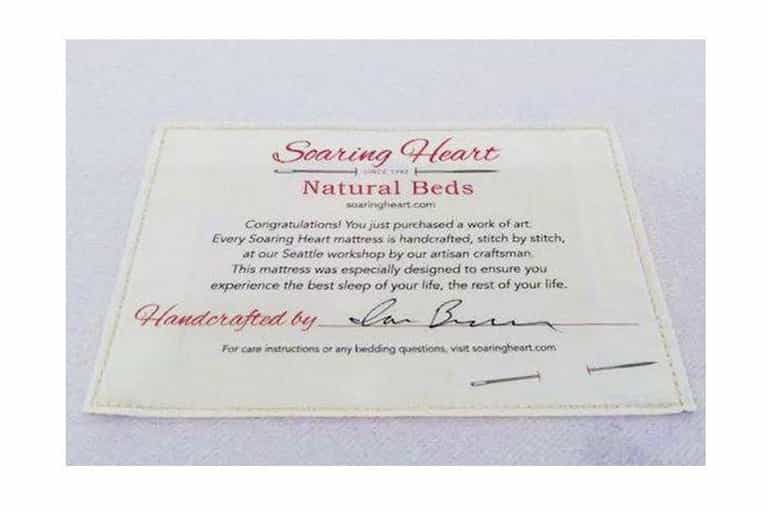 Soaring Heart
SINCE 1982
Natural Beds
soaringheart.com
Congratulations! You just purchased a work of art.
Every Soaring Heart mattress is handcrafted, stitch by stitch,
at our Seattle workshop by our artisan craftsman.
This mattress was especially designed to ensure you
experience the best sleep of your life, the rest of your life.
Handcrafted by
For care instructions or any bedding questions, visit soaringheart.com